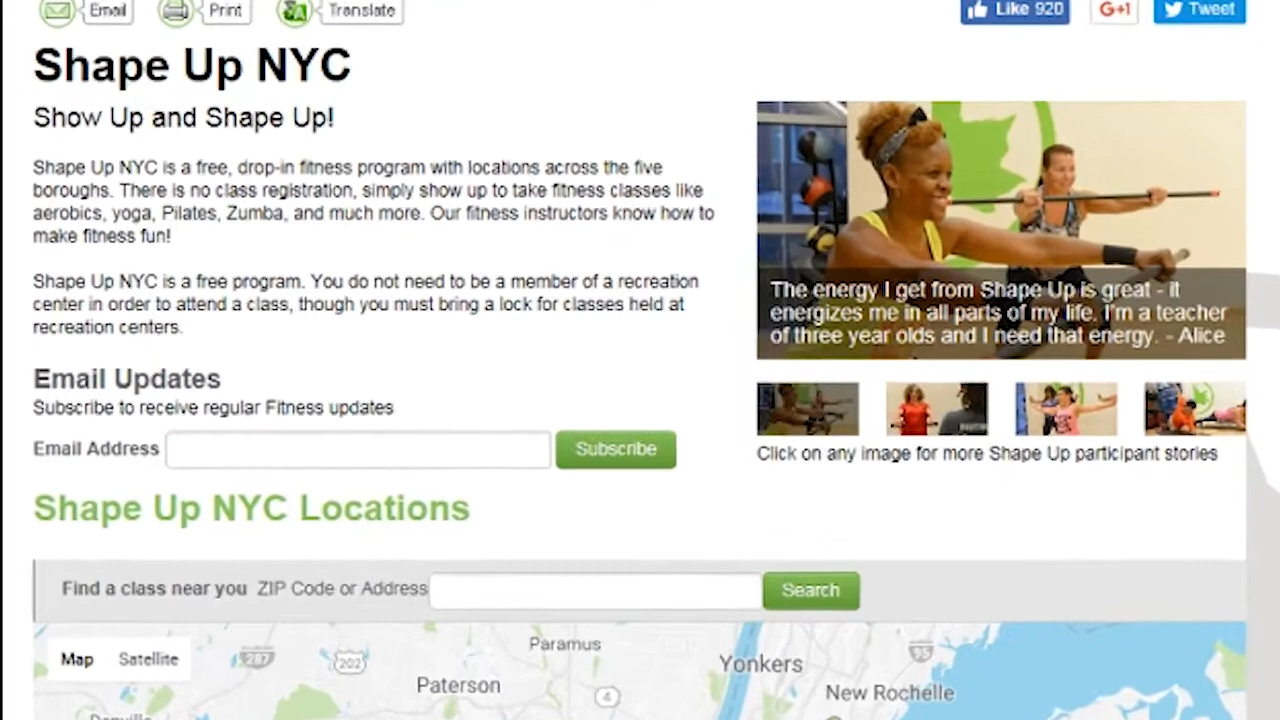 Email
Print
Translate
Like 920
G+1
Tweet
Shape Up NYC
Show Up and Shape Up!
Shape Up NYC is a free, drop-in fitness program with locations across the five
boroughs. There is no class registration, simply show up to take fitness classes like
aerobics, yoga, Pilates, Zumba, and much more. Our fitness instructors know how to
make fitness fun!
Shape Up NYC is a free program. You do not need to be a member of a recreation
center in order to attend a class, though you must bring a lock for classes held at
recreation centers.
The energy I get from Shape Up is great - it
energizes me in all parts of my life. I'm a teacher
of three year olds and I need that energy. - Alice
Click on any image for more Shape Up participant stories
Email Updates
Subscribe to receive regular Fitness updates
Email Address
Subscribe
Shape Up NYC Locations
Find a class near you ZIP Code or Address
Search
Map
Satellite
287
202
Paramus
Paterson
4
Yonkers
95
New Rochelle